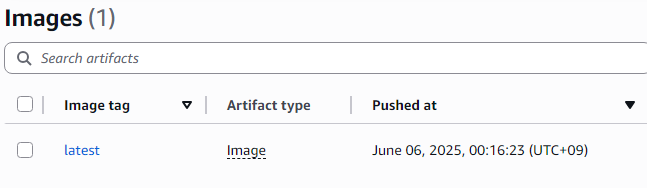 Images (1)
Search artifacts
Image tag Artifact type Pushed at
latest Image June 06, 2025, 00:16:23 (UTC+09)